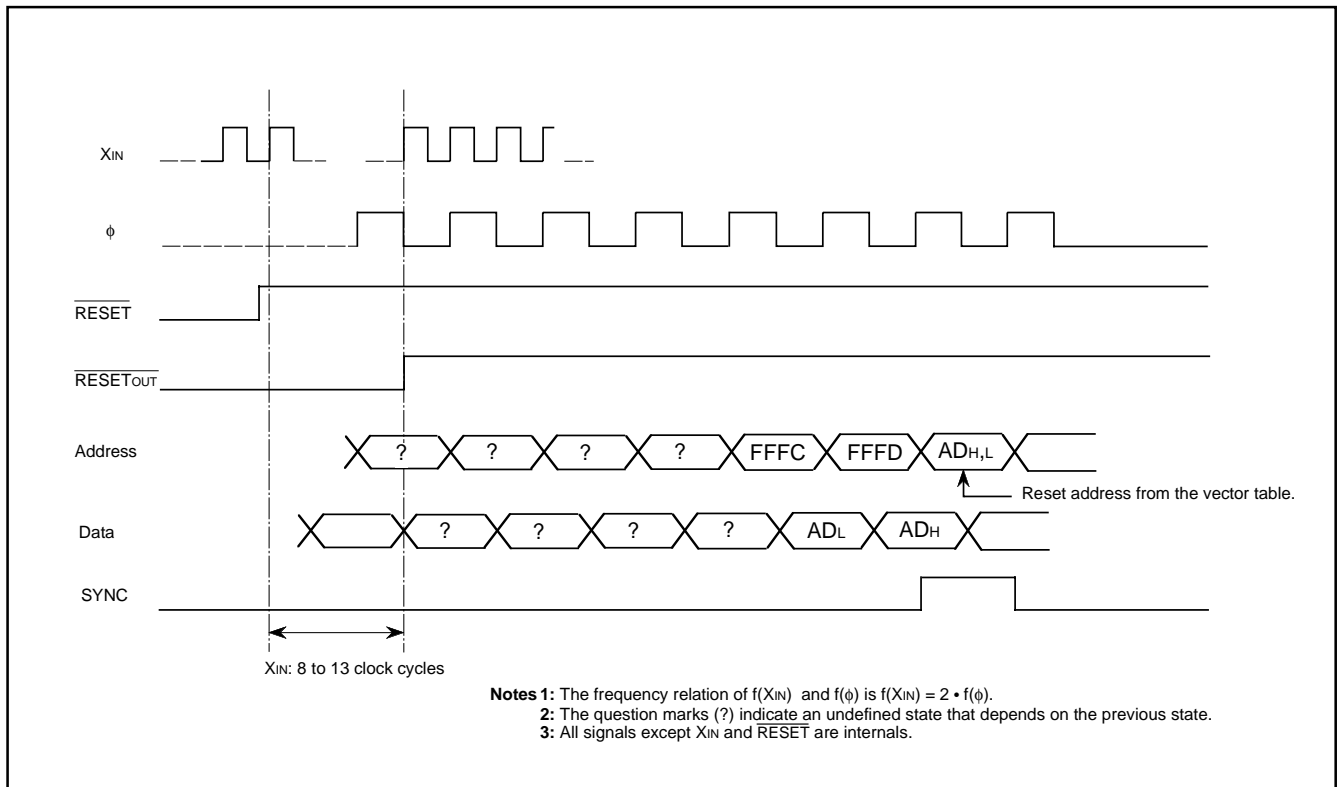 XIN
ϕ
RESET
RESETOUT
Address
? ? ? ? FFFC FFFD ADH,L
Reset address from the vector table.
Data
? ? ? ? ADL ADH
SYNC
XIN: 8 to 13 clock cycles
Notes 1: The frequency relation of f(XIN) and f(ϕ) is f(XIN) = 2 • f(ϕ).
2: The question marks (?) indicate an undefined state that depends on the previous state.
3: All signals except XIN and RESET are internals.